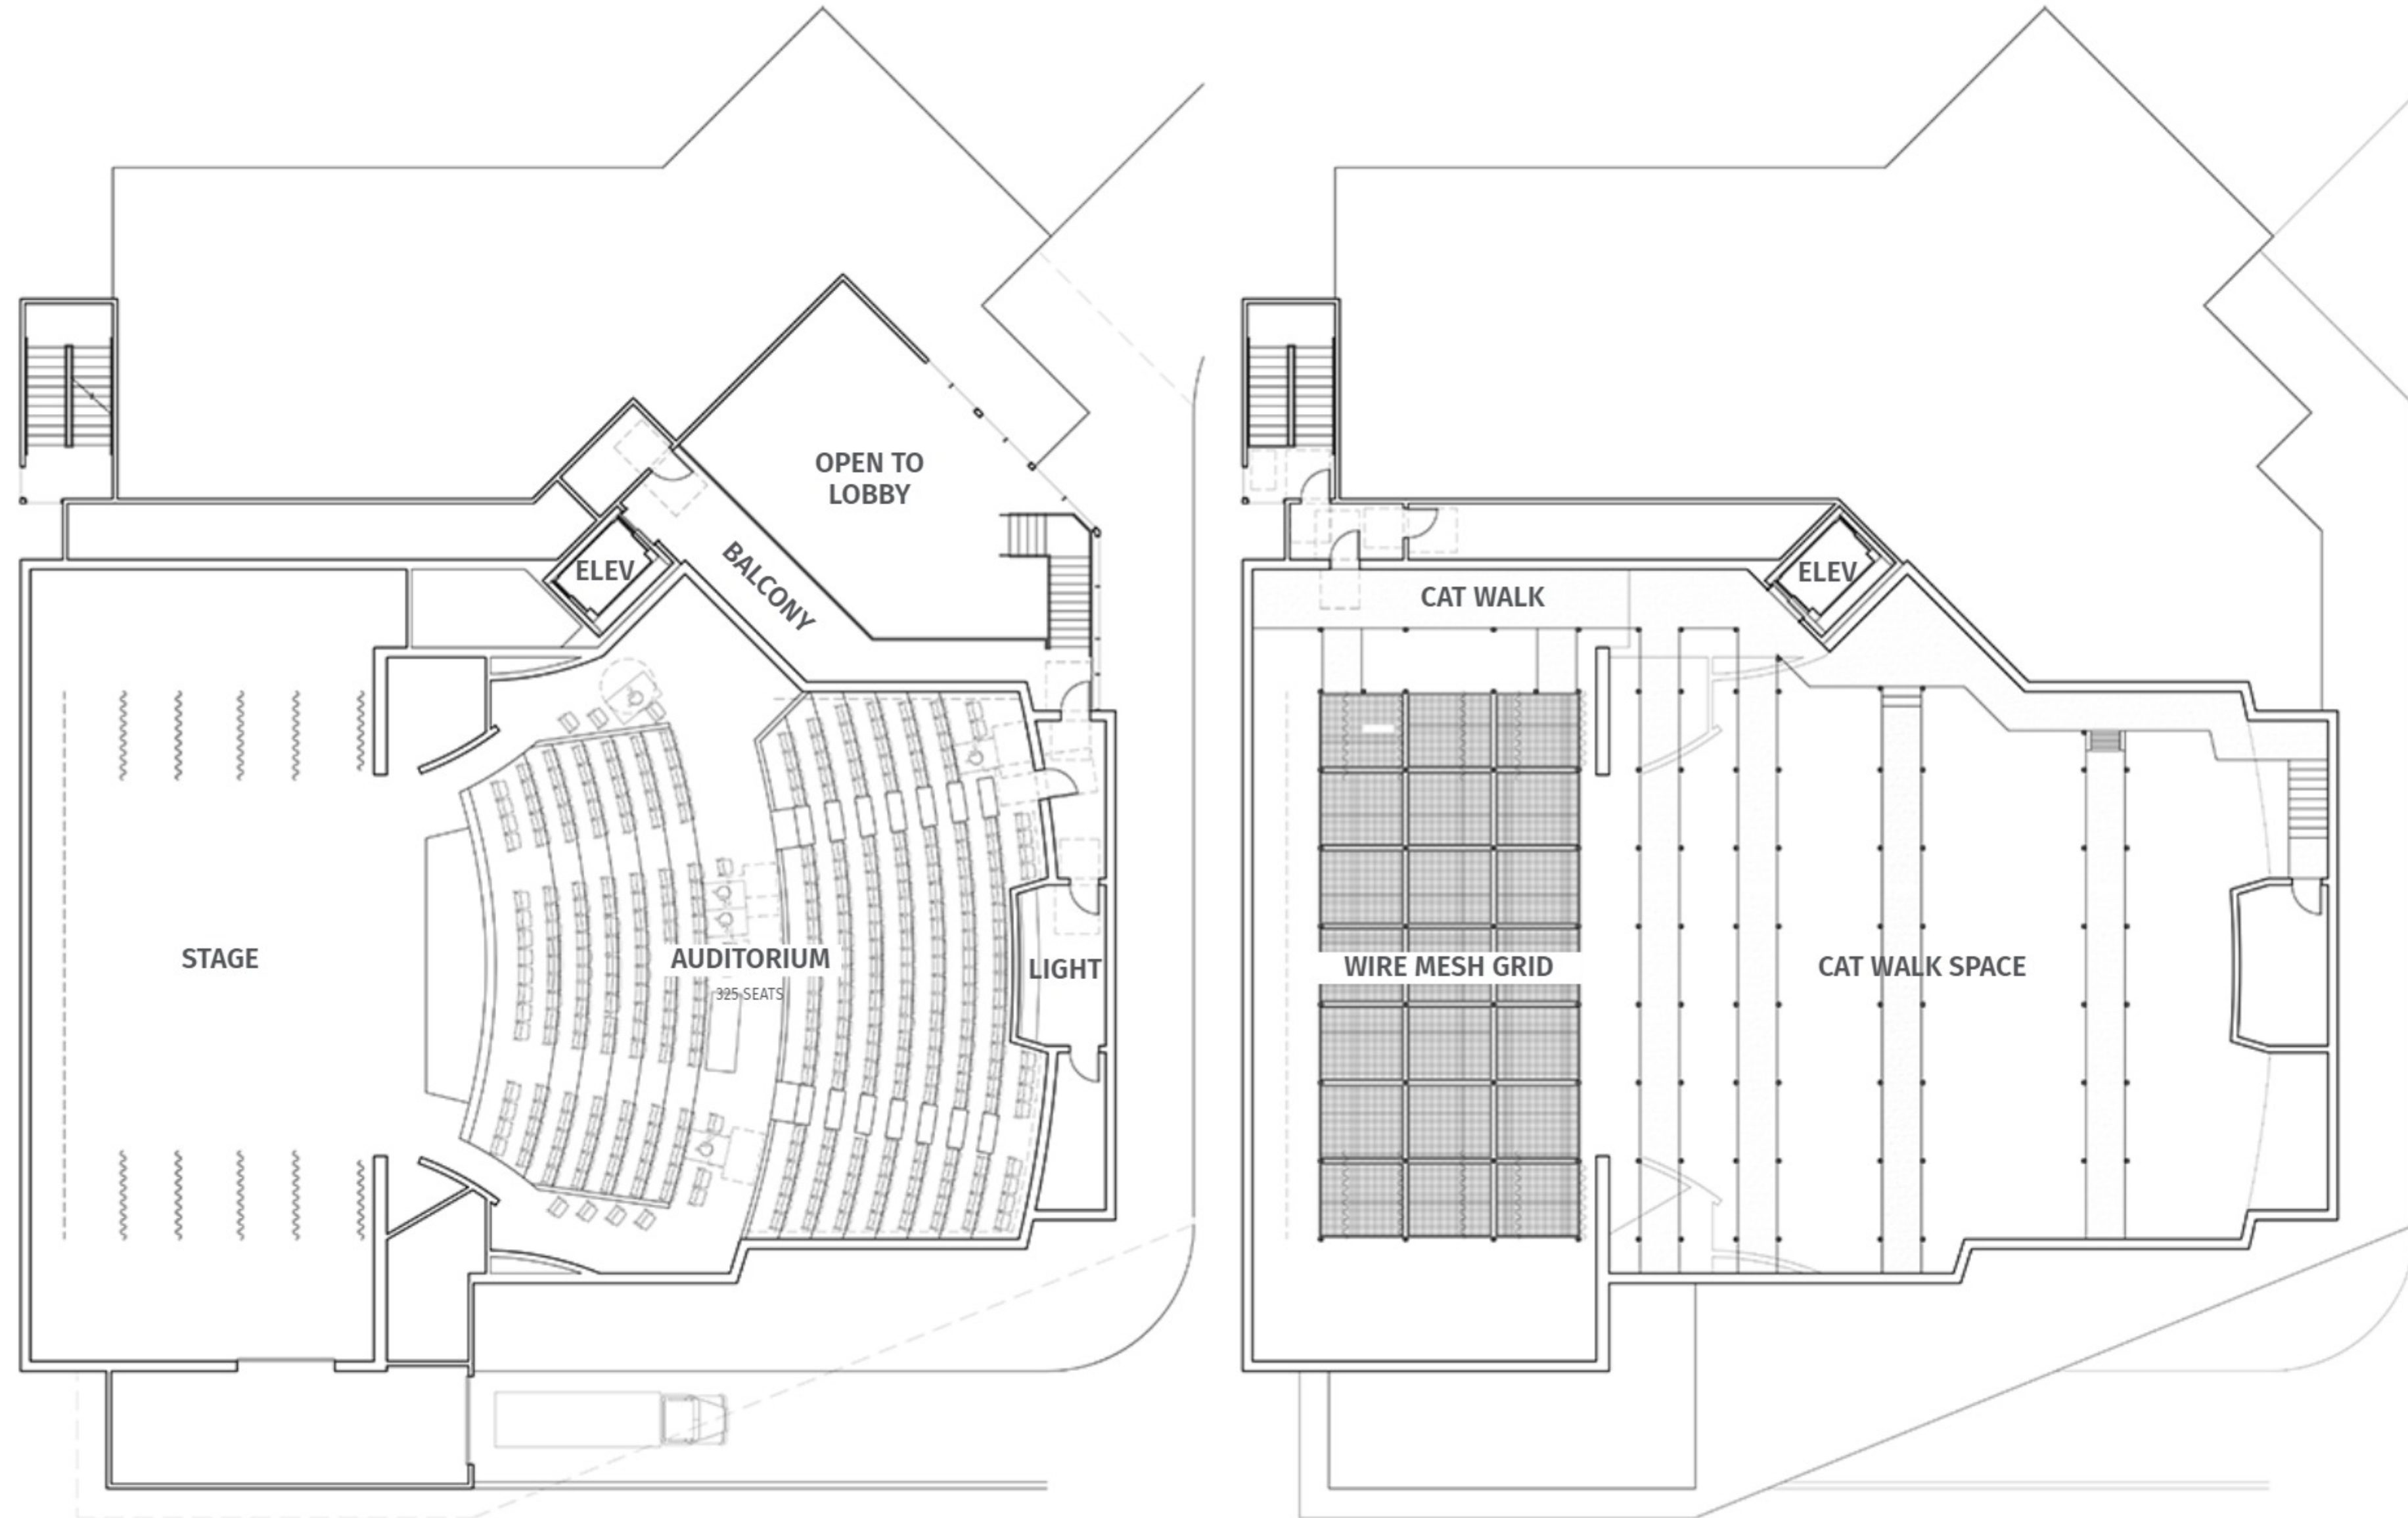 OPEN TO
LOBBY
ELEV
BALCONY
STAGE
AUDITORIUM
325 SEATS
LIGHT
CAT WALK
ELEV
WIRE MESH GRID
CAT WALK SPACE